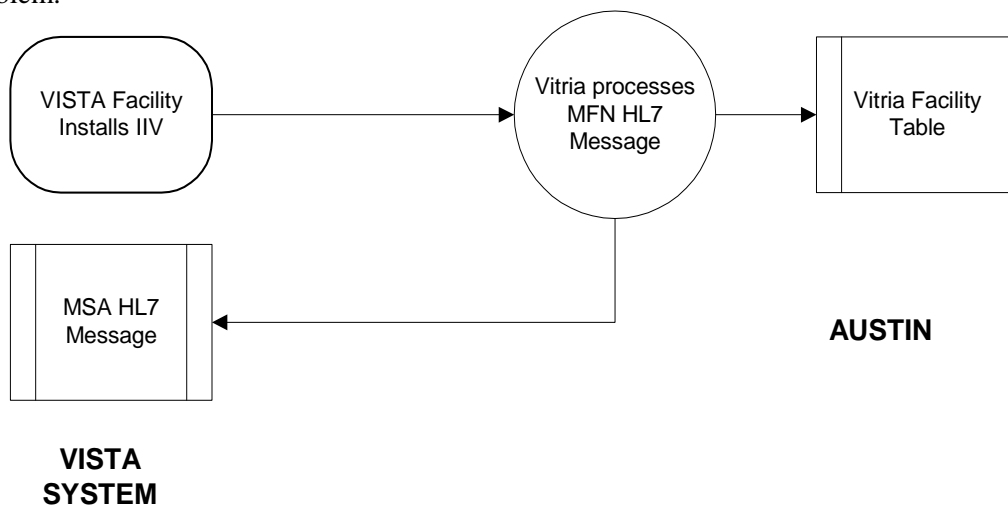 VISTA Facility
Installs IIV
Vitria processes
MFN HL7
Message
Vitria Facility
Table
MSA HL7
Message
AUSTIN
VISTA
SYSTEM